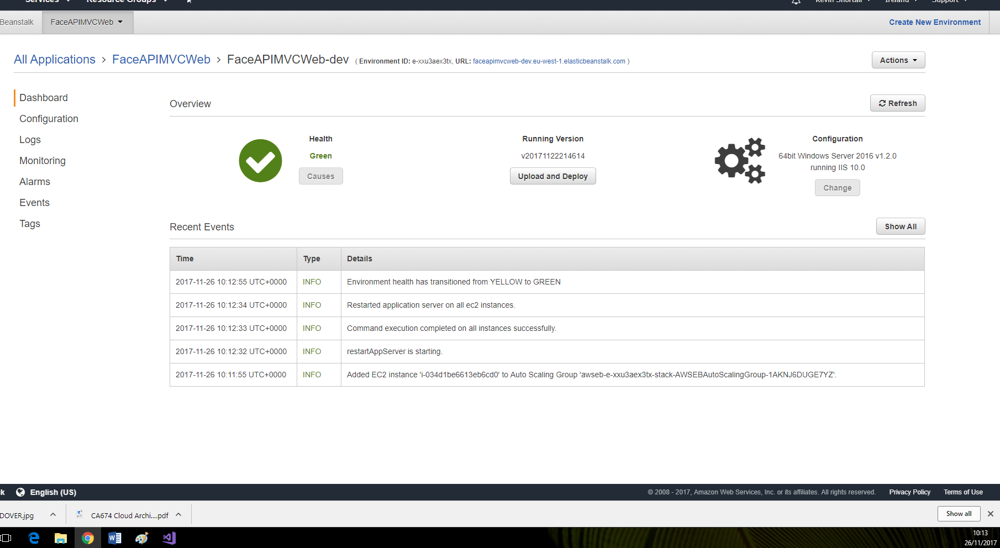 Services Resource Groups Kevin Shortall Ireland Support
Beanstalk FaceAPIMVCWeb Create New Environment
All Applications > FaceAPIMVCWeb > FaceAPIMVCWeb-dev ( Environment ID: e-xxu3aex3tx, URL: faceapimvcweb-dev.eu-west-1.elasticbeanstalk.com )
Actions
Dashboard
Configuration
Logs
Monitoring
Alarms
Events
Tags
Overview
Refresh
Health
Green
Causes
Running Version
v20171122214614
Upload and Deploy
Configuration
64bit Windows Server 2016 v1.2.0
running IIS 10.0
Change
Recent Events
Show All
Time Type Details
2017-11-26 10:12:55 UTC+0000 INFO Environment health has transitioned from YELLOW to GREEN
2017-11-26 10:12:34 UTC+0000 INFO Restarted application server on all ec2 instances.
2017-11-26 10:12:33 UTC+0000 INFO Command execution completed on all instances successfully.
2017-11-26 10:12:32 UTC+0000 INFO restartAppServer is starting.
2017-11-26 10:11:55 UTC+0000 INFO Added EC2 instance 'i-034d1be6613eb6cd0' to Auto Scaling Group 'awseb-e-xxu3aex3tx-stack-AWSEBAutoScalingGroup-1AKNJ6DUGE7YZ'.
k English (US) © 2008 - 2017, Amazon Web Services, Inc. or its affiliates. All rights reserved. Privacy Policy Terms of Use
DOVER.jpg CA674 Cloud Archi....pdf Show all
10:13
26/11/2017